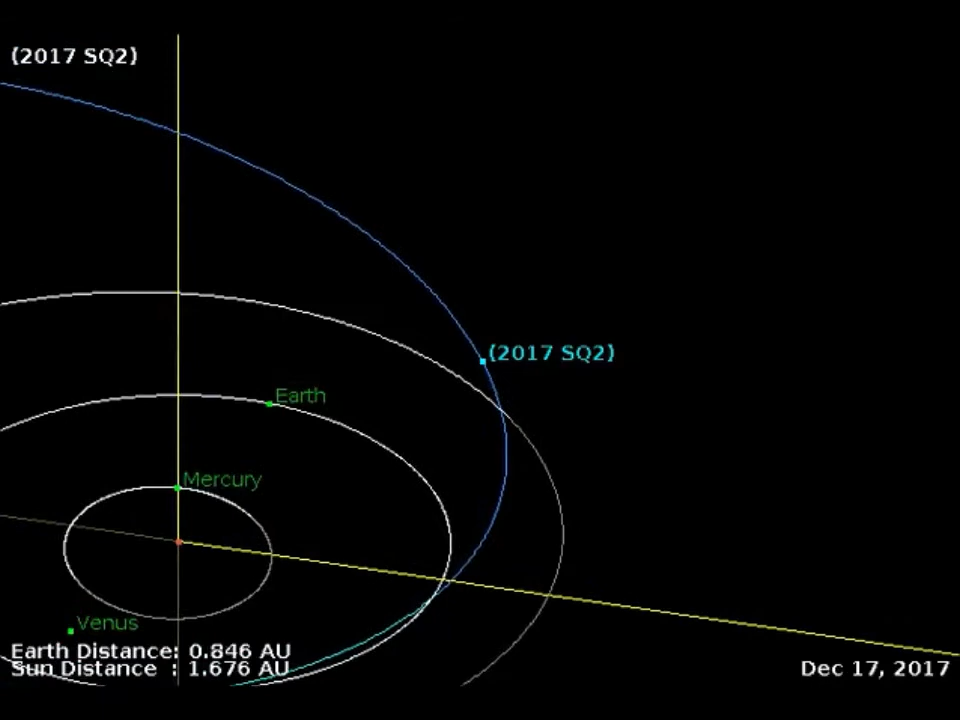 (2017 SQ2)
(2017 SQ2)
Earth
Mercury
Venus
Earth Distance: 0.846 AU
Sun Distance : 1.676 AU
Dec 17, 2017